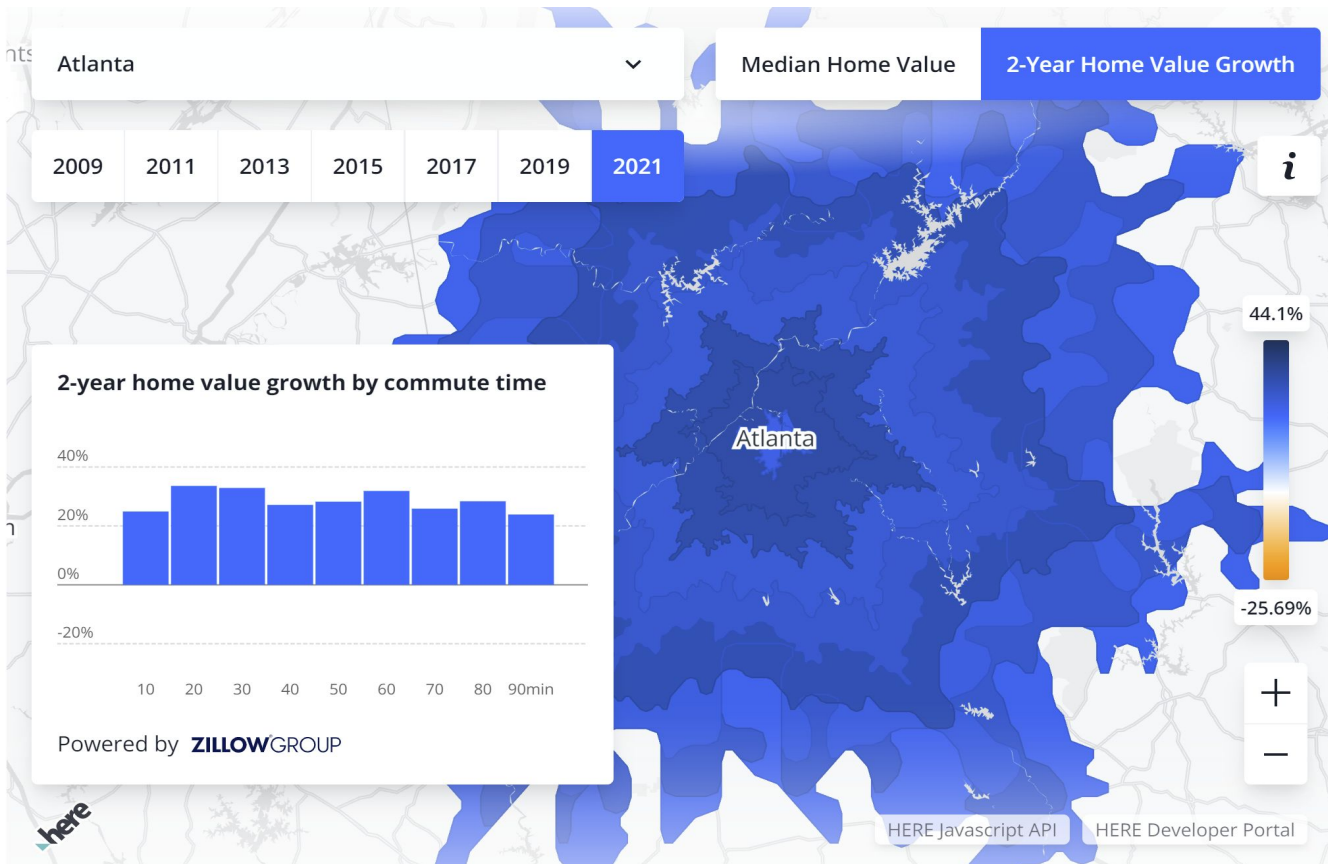 Atlanta
Median Home Value
2-Year Home Value Growth
2009 2011 2013 2015 2017 2019 2021
i
44.1%
-25.69%
Atlanta
2-year home value growth by commute time
40%
20%
0%
-20%
10 20 30 40 50 60 70 80 90min
Powered by ZILLOW GROUP
+
−
here
HERE Javascript API
HERE Developer Portal